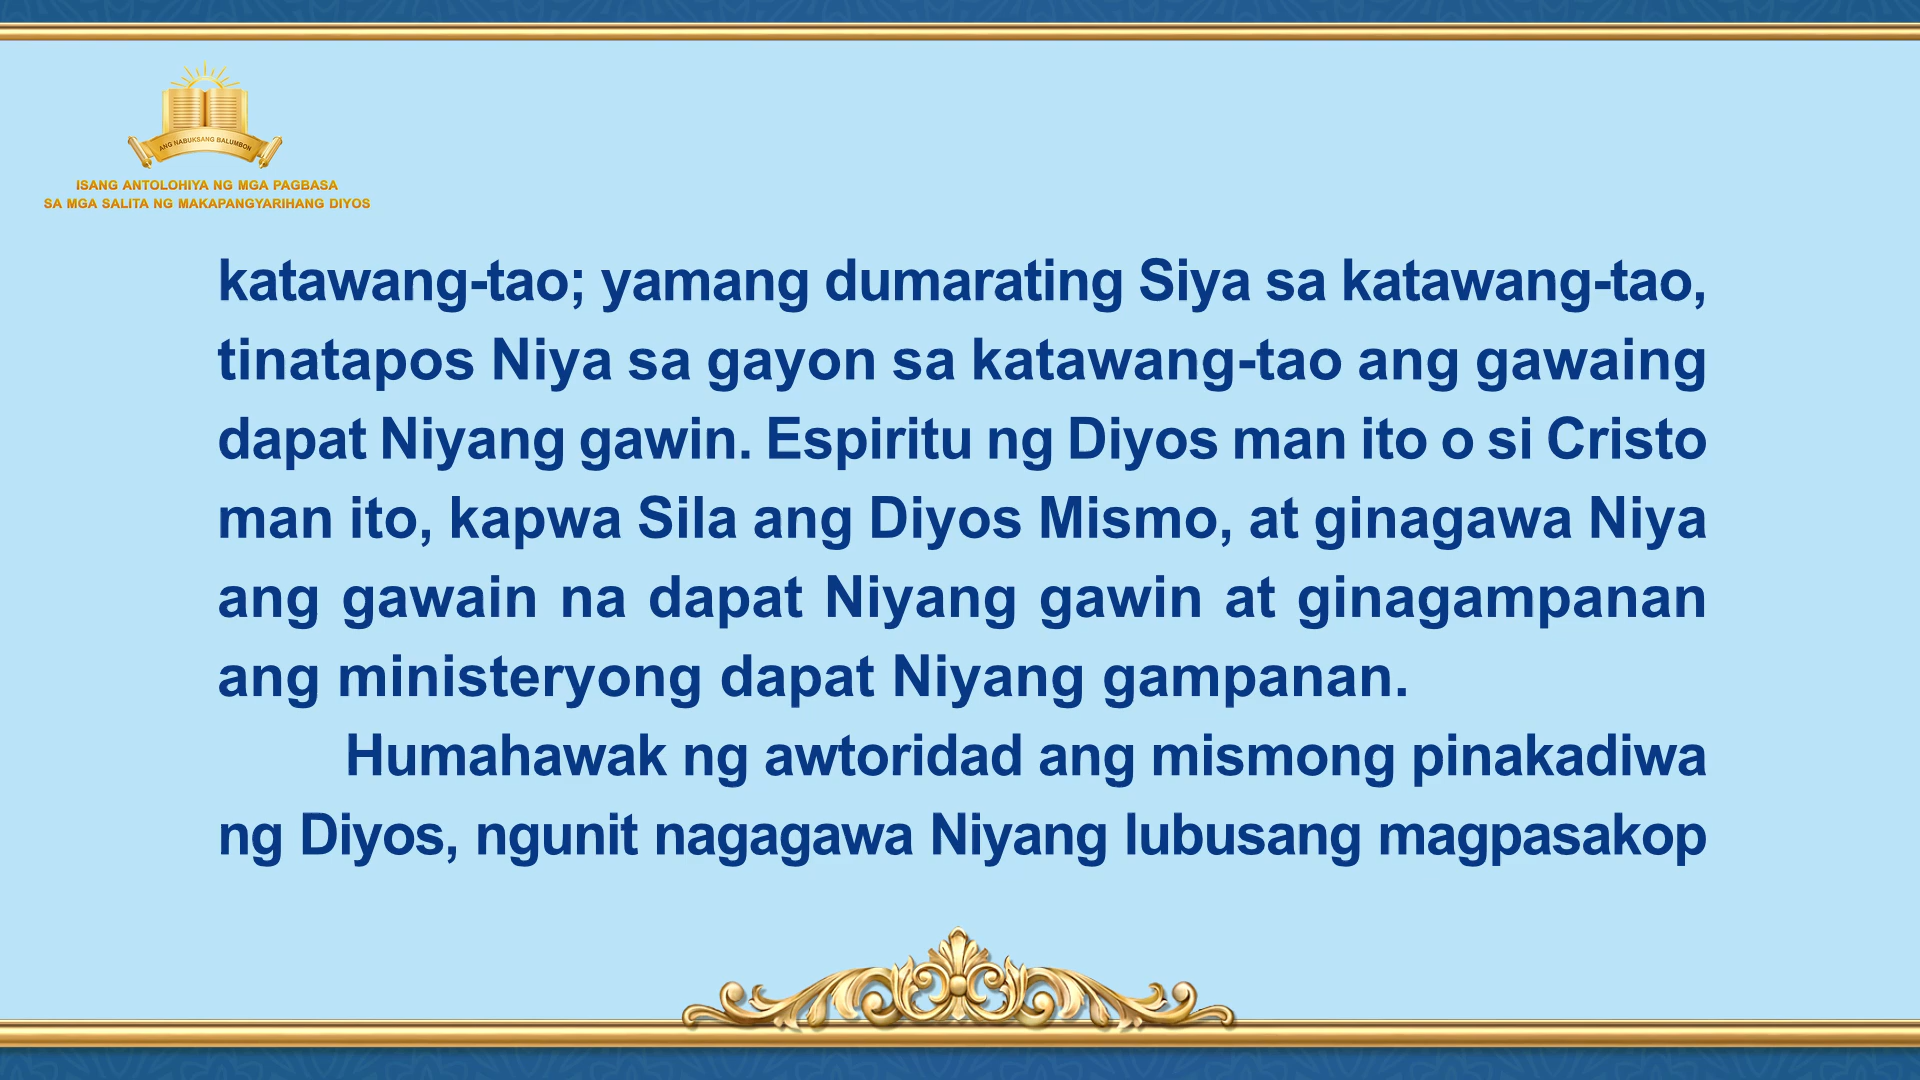 ANG NABUKSANG BALUMBON
ISANG ANTOLOHIYA NG MGA PAGBASA
SA MGA SALITA NG MAKAPANGYARIHANG DIYOS
katawang-tao; yamang dumarating Siya sa katawang-tao,
tinatapos Niya sa gayon sa katawang-tao ang gawaing
dapat Niyang gawin. Espiritu ng Diyos man ito o si Cristo
man ito, kapwa Sila ang Diyos Mismo, at ginagawa Niya
ang gawain na dapat Niyang gawin at ginagampanan
ang ministeryong dapat Niyang gampanan.
Humahawak ng awtoridad ang mismong pinakadiwa
ng Diyos, ngunit nagagawa Niyang lubusang magpasakop